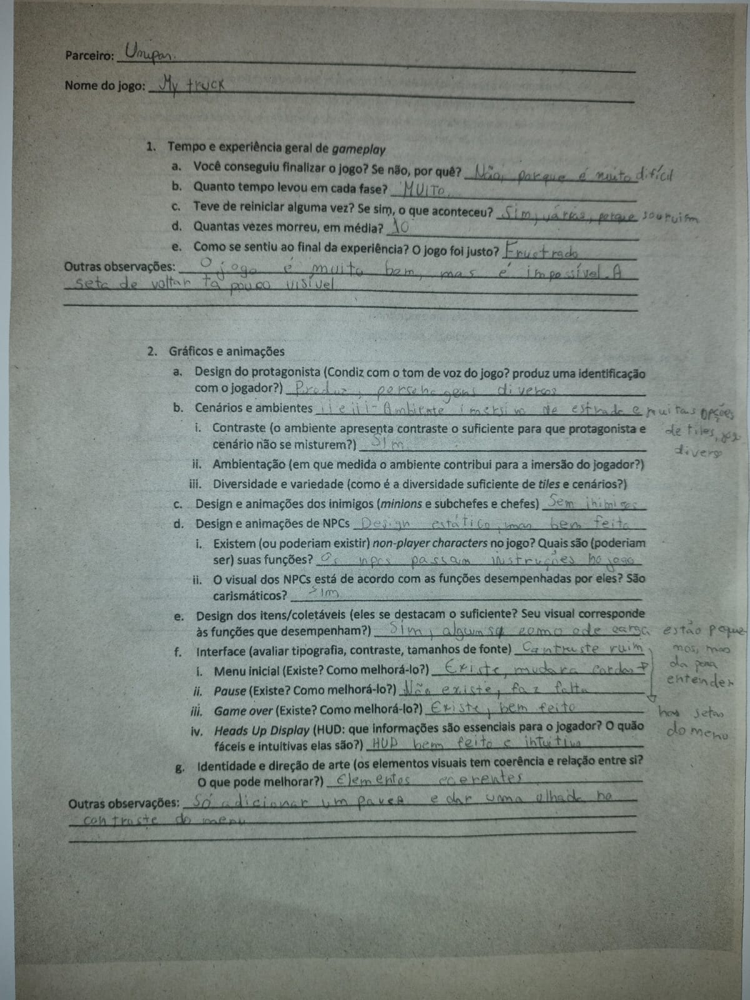 Parceiro: Unipar.
Nome do jogo: My truck
1. Tempo e experiência geral de gameplay
a. Você conseguiu finalizar o jogo? Se não, por quê? Não, porque é muito difícil
b. Quanto tempo levou em cada fase? MUITO.
c. Teve de reiniciar alguma vez? Se sim, o que aconteceu? Sim, várias, porque sou ruim
d. Quantas vezes morreu, em média? 10
e. Como se sentiu ao final da experiência? O jogo foi justo? Frustrado
Outras observações: O jogo é muito bom, mas é impossível. A
seta de voltar tá pouco visível
2. Gráficos e animações
a. Design do protagonista (Condiz com o tom de voz do jogo? produz uma identificação
com o jogador?) Produz, personagens diversos
b. Cenários e ambientes ii e iii - Ambiente imersivo de estrada e muitas opções
de tiles,
diverso
i. Contraste (o ambiente apresenta contraste o suficiente para que protagonista e
cenário não se misturem?) Sim
ii. Ambientação (em que medida o ambiente contribui para a imersão do jogador?)
iii. Diversidade e variedade (como é a diversidade suficiente de tiles e cenários?)
c. Design e animações dos inimigos (minions e subchefes e chefes) Sem inimigos
d. Design e animações de NPCs Design estático, mas bem feito
i. Existem (ou poderiam existir) non-player characters no jogo? Quais são (poderiam
ser) suas funções? Os npcs passam instruções no jogo
ii. O visual dos NPCs está de acordo com as funções desempenhadas por eles? São
carismáticos? Sim
e. Design dos itens/coletáveis (eles se destacam o suficiente? Seu visual corresponde
às funções que desempenham?) Sim, alguns como o de carga estão peque
nos, mas
da pena
entender
f. Interface (avaliar tipografia, contraste, tamanhos de fonte) Contraste ruim
nas setas
do meno
i. Menu inicial (Existe? Como melhorá-lo?) Existe, mudar a cor das
ii. Pause (Existe? Como melhorá-lo?) Não existe, faz falta
iii. Game over (Existe? Como melhorá-lo?) Existe, bem feito
iv. Heads Up Display (HUD: que informações são essenciais para o jogador? O quão
fáceis e intuitivas elas são?) HUD bem feito e intuitivo
g. Identidade e direção de arte (os elementos visuais tem coerência e relação entre si?
O que pode melhorar?) Elementos coerentes
Outras observações: Só adicionar um pause e dar uma olhada no
contraste do menu